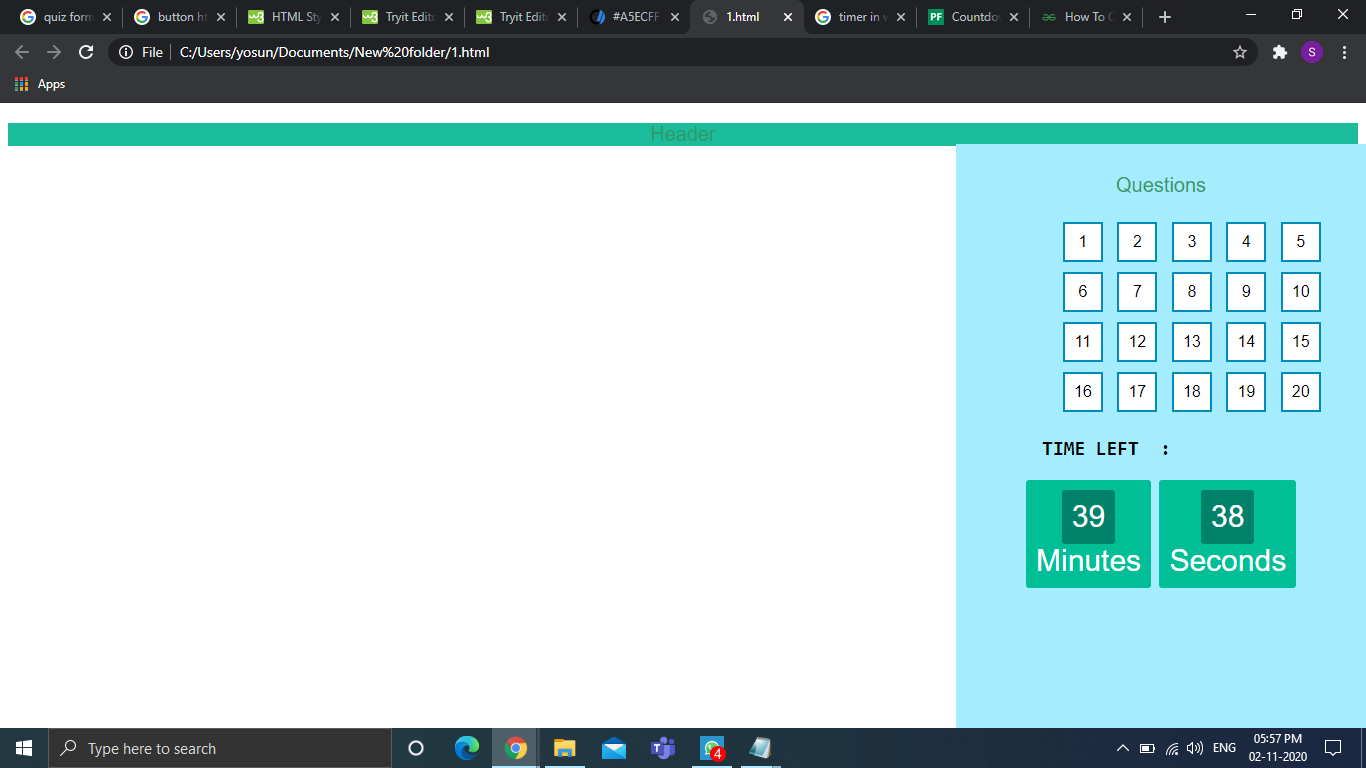 quiz form
button ht
HTML Sty
Tryit Edito
Tryit Edito
#A5ECFF
1.html
timer in w
Countdow
How To C
File C:/Users/yosun/Documents/New%20folder/1.html
S
Apps
Header
Questions
1 2 3 4 5
6 7 8 9 10
11 12 13 14 15
16 17 18 19 20
TIME LEFT :
39 38
Minutes Seconds
Type here to search
4
ENG
05:57 PM
02-11-2020